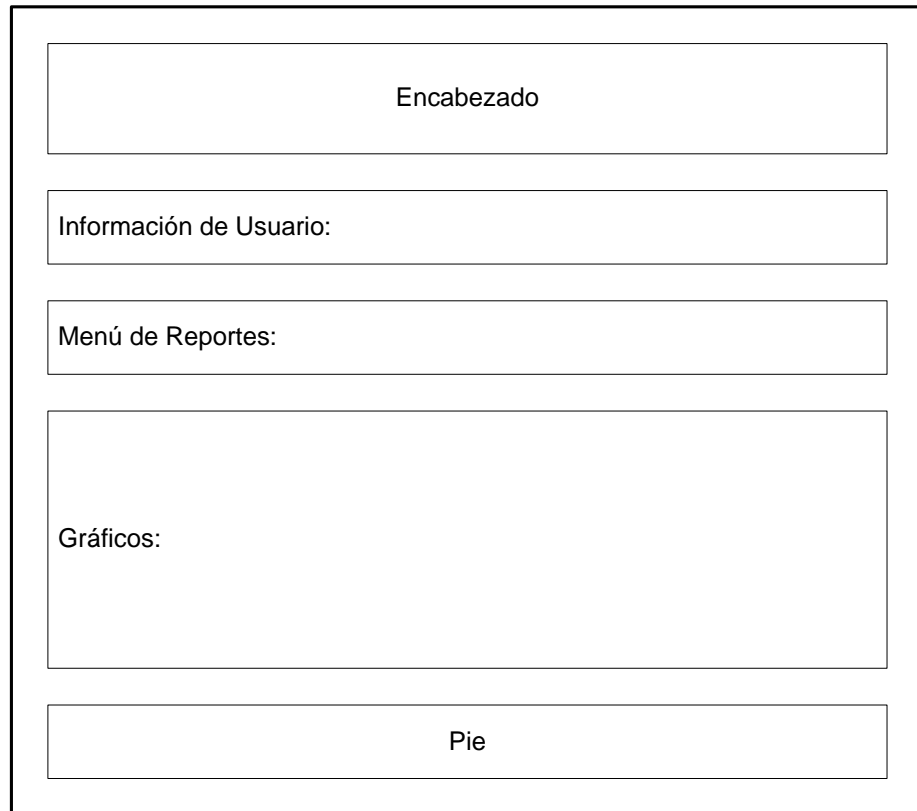 Encabezado
Información de Usuario:
Menú de Reportes:
Gráficos:
Pie